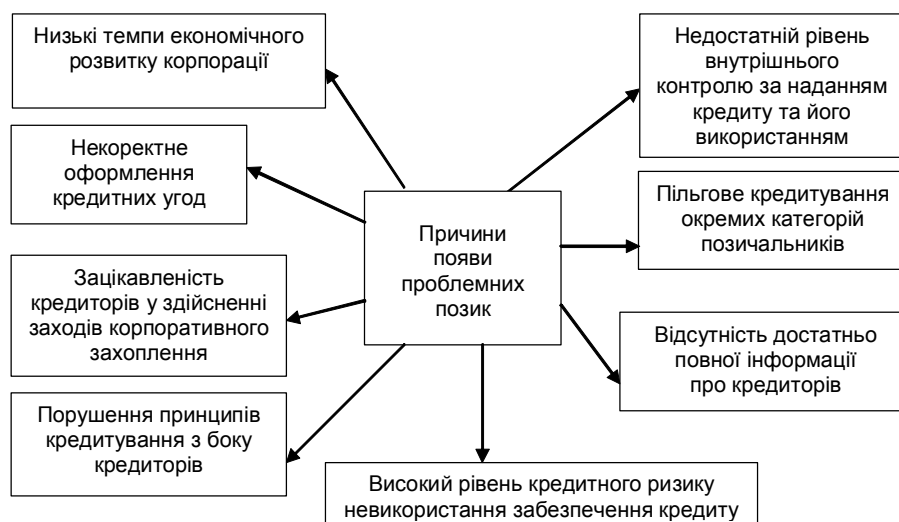 Низькі темпи економічного
розвитку корпорації
Некоректне
оформлення
кредитних угод
Зацікавленість
кредиторів у здійсненні
заходів корпоративного
захоплення
Порушення принципів
кредитування з боку
кредиторів
Причини
появи
проблемних
позик
Недостатній рівень
внутрішнього
контролю за наданням
кредиту та його
використанням
Пільгове кредитування
окремих категорій
позичальників
Відсутність достатньо
повної інформації
про кредиторів
Високий рівень кредитного ризику
невикористання забезпечення кредиту